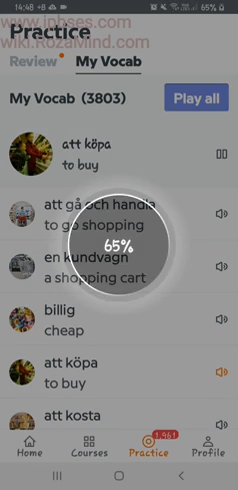 14:48 +B
65%
www.iphses.com
wiki.RozaMind.com
Practice
Review
My Vocab
My Vocab (3803)
Play all
att köpa
to buy
att gå och handla
to go shopping
65%
en kundvagn
a shopping cart
billig
cheap
att köpa
to buy
att kosta
1,461
Home
Courses
Practice
Profile